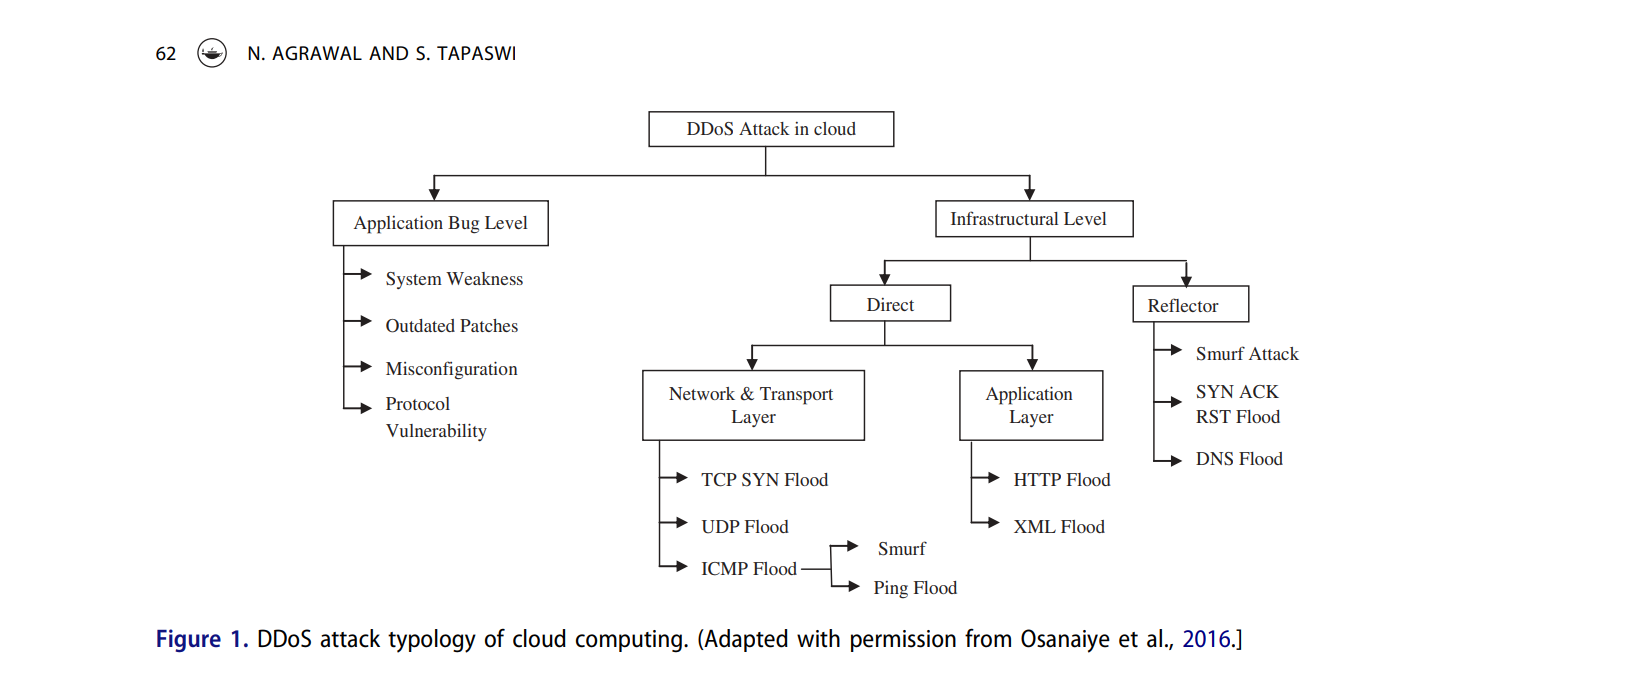 62 N. AGRAWAL AND S. TAPASWI
DDoS Attack in cloud
Application Bug Level
System Weakness
Outdated Patches
Misconfiguration
Protocol
Vulnerability
Infrastructural Level
Direct
Network & Transport
Layer
TCP SYN Flood
UDP Flood
ICMP Flood
Smurf
Ping Flood
Application
Layer
HTTP Flood
XML Flood
Reflector
Smurf Attack
SYN ACK
RST Flood
DNS Flood
Figure 1. DDoS attack typology of cloud computing. (Adapted with permission from Osanaiye et al., 2016.]